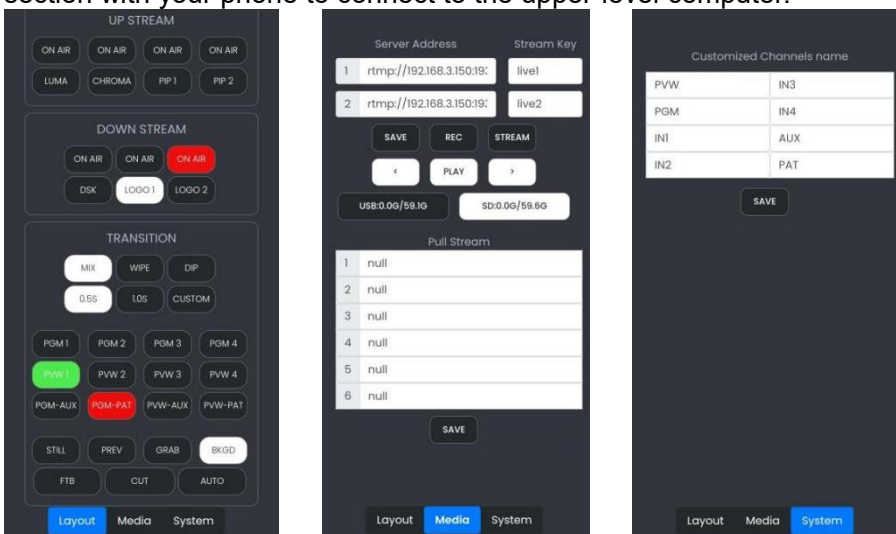 section with your phone to connect to the upper level computer.
UP STREAM
ON AIR ON AIR ON AIR ON AIR
LUMA CHROMA PIP 1 PIP 2
DOWN STREAM
ON AIR ON AIR ON AIR
DSK LOGO 1 LOGO 2
TRANSITION
MIX WIPE DIP
0.5S 1.0S CUSTOM
PGM 1 PGM 2 PGM 3 PGM 4
PVW 1 PVW 2 PVW 3 PVW 4
PGM-AUX PGM-PAT PVW-AUX PVW-PAT
STILL PREV GRAB BKGD
FTB CUT AUTO
Layout Media System
Server Address Stream Key
1 rtmp://192.168.3.150:19: live1
2 rtmp://192.168.3.150:19: live2
SAVE REC STREAM
‹ PLAY ›
USB:0.0G/59.1G SD:0.0G/59.6G
Pull Stream
1 null
2 null
3 null
4 null
5 null
6 null
SAVE
Layout Media System
Customized Channels name
PVW IN3
PGM IN4
IN1 AUX
IN2 PAT
SAVE
Layout Media System